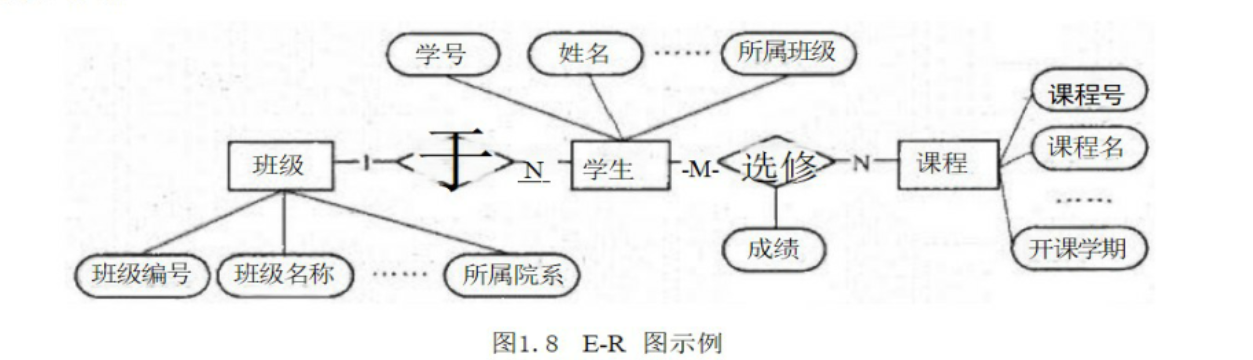 学号 姓名 …… 所属班级
课程号
课程名
……
开课学期
班级 1 于 N 学生 -M- 选修 N 课程
成绩
班级编号 班级名称 …… 所属院系
图1.8 E-R 图示例